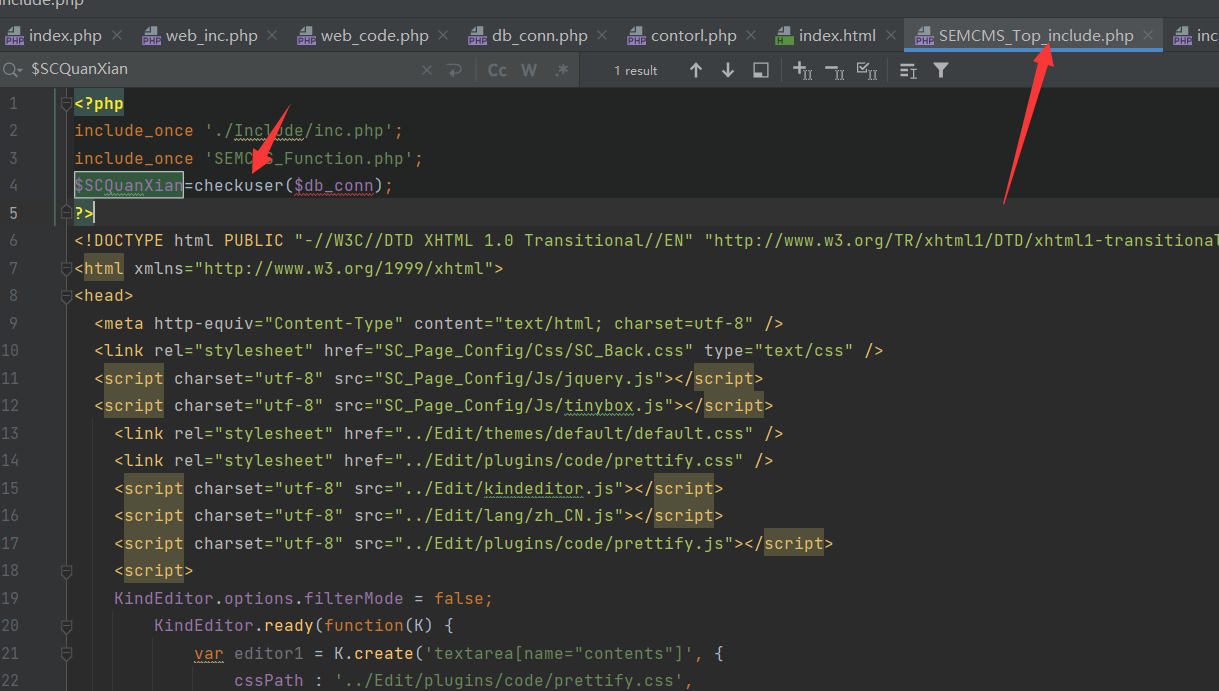 include.php
index.php web_inc.php web_code.php db_conn.php contorl.php index.html SEMCMS_Top_include.php inc
$SCQuanXian Cc W .* 1 result
1 <?php
2 include_once './Include/inc.php';
3 include_once 'SEMCMS_Function.php';
4 $SCQuanXian=checkuser($db_conn);
5 ?>
6 <!DOCTYPE html PUBLIC "-//W3C//DTD XHTML 1.0 Transitional//EN" "http://www.w3.org/TR/xhtml1/DTD/xhtml1-transitional
7 <html xmlns="http://www.w3.org/1999/xhtml">
8 <head>
9 <meta http-equiv="Content-Type" content="text/html; charset=utf-8" />
10 <link rel="stylesheet" href="SC_Page_Config/Css/SC_Back.css" type="text/css" />
11 <script charset="utf-8" src="SC_Page_Config/Js/jquery.js"></script>
12 <script charset="utf-8" src="SC_Page_Config/Js/tinybox.js"></script>
13 <link rel="stylesheet" href="../Edit/themes/default/default.css" />
14 <link rel="stylesheet" href="../Edit/plugins/code/prettify.css" />
15 <script charset="utf-8" src="../Edit/kindeditor.js"></script>
16 <script charset="utf-8" src="../Edit/lang/zh_CN.js"></script>
17 <script charset="utf-8" src="../Edit/plugins/code/prettify.js"></script>
18 <script>
19 KindEditor.options.filterMode = false;
20 KindEditor.ready(function(K) {
21 var editor1 = K.create('textarea[name="contents"]', {
22 cssPath : '../Edit/plugins/code/prettify.css',